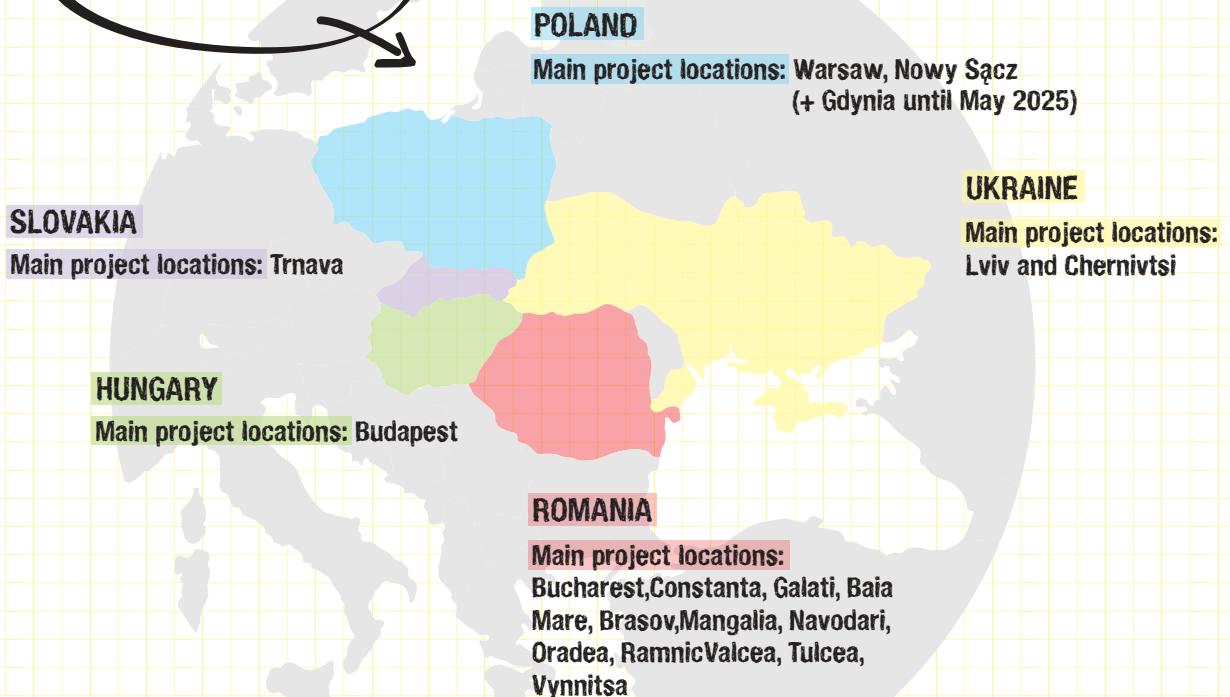 POLAND
Main project locations: Warsaw, Nowy Sącz
(+ Gdynia until May 2025)
UKRAINE
Main project locations:
Lviv and Chernivtsi
SLOVAKIA
Main project locations: Trnava
HUNGARY
Main project locations: Budapest
ROMANIA
Main project locations:
Bucharest,Constanta, Galati, Baia
Mare, Brasov,Mangalia, Navodari,
Oradea, RamnicValcea, Tulcea,
Vynnitsa